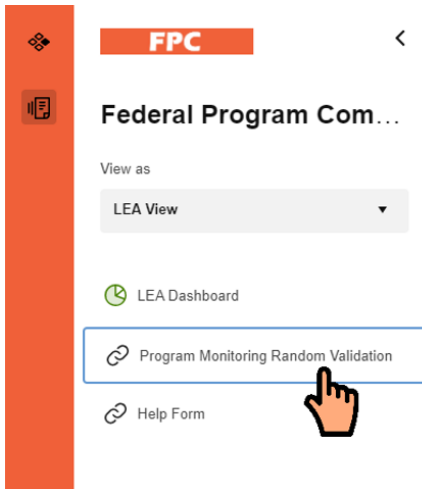 FPC
Federal Program Com...
View as
LEA View
LEA Dashboard
Program Monitoring Random Validation
Help Form